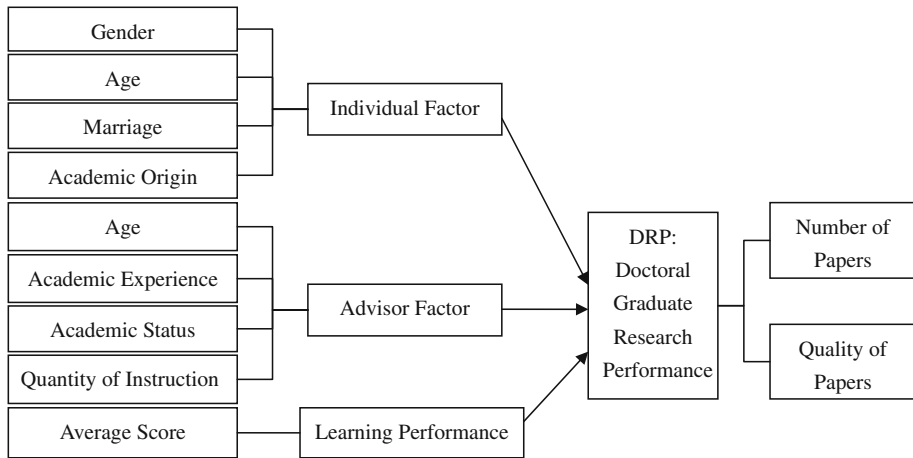 Gender
Age
Marriage
Academic Origin
Age
Academic Experience
Academic Status
Quantity of Instruction
Average Score
Individual Factor
Advisor Factor
Learning Performance
DRP:
Doctoral
Graduate
Research
Performance
Number of
Papers
Quality of
Papers